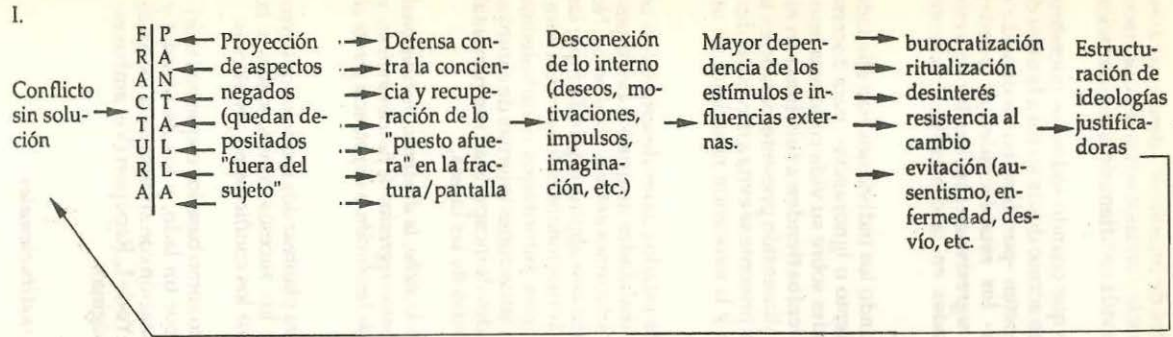 I.
Conflicto
sin solu-
ción
FRACTURA
PANTALLA
Proyección
de aspectos
negados
(quedan de-
positados
"fuera del
sujeto"
Defensa con-
tra la concien-
cia y recupe-
ración de lo
"puesto afue-
ra" en la frac-
tura/pantalla
Desconexión
de lo interno
(deseos, mo-
tivaciones,
impulsos,
imagina-
ción, etc.)
Mayor depen-
dencia de los
estímulos e in-
fluencias exter-
nas.
burocratización
ritualización
desinterés
resistencia al
cambio
evitación (au-
sentismo, en-
fermedad, des-
vío, etc.
Estructu-
ración de
ideologías
justifica-
doras